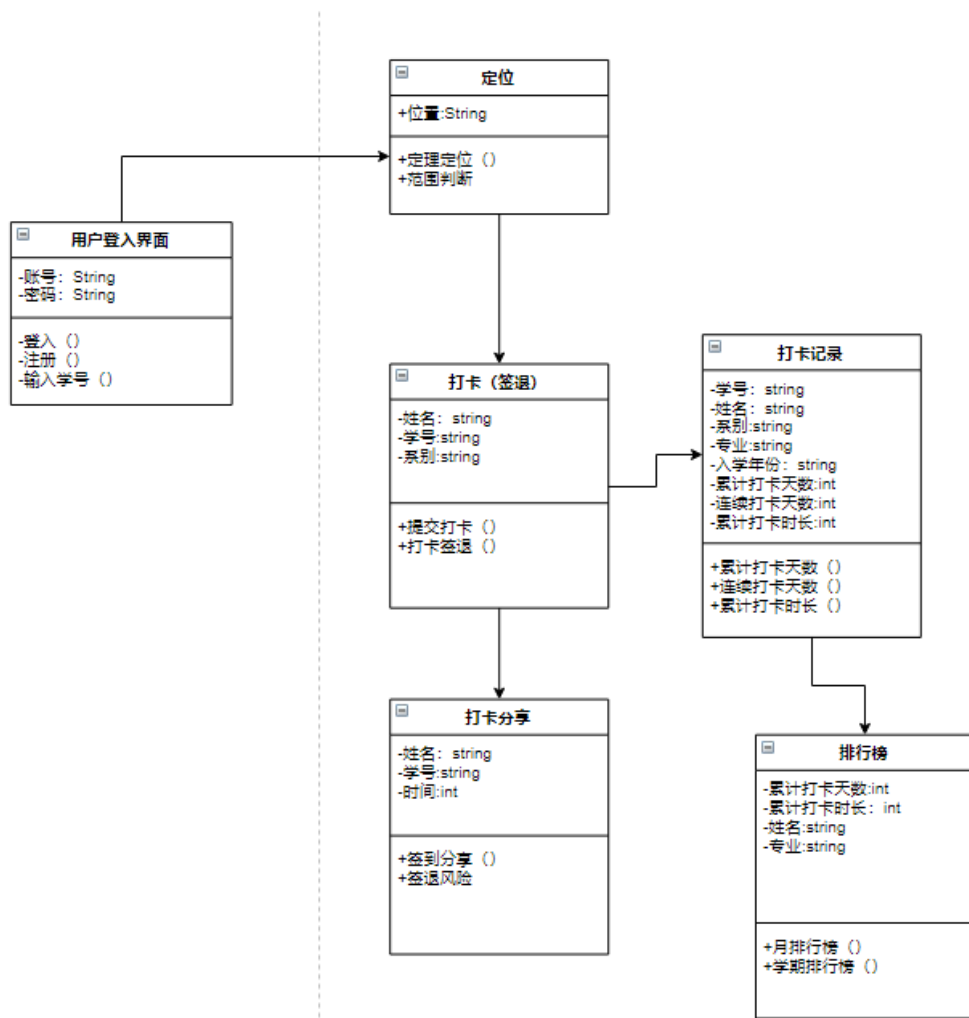 定位
+位置:String
+定理定位（）
+范围判断
用户登入界面
-账号：String
-密码：String
-登入（）
-注册（）
-输入学号（）
打卡（签退）
-姓名：string
-学号:string
-系别:string
+提交打卡（）
+打卡签退（）
打卡记录
-学号：string
-姓名：string
-系别:string
-专业:string
-入学年份：string
-累计打卡天数:int
-连续打卡天数:int
-累计打卡时长:int
+累计打卡天数（）
+连续打卡天数（）
+累计打卡时长（）
打卡分享
-姓名：string
-学号:string
-时间:int
+签到分享（）
+签退风险
排行榜
-累计打卡天数:int
-累计打卡时长：int
-姓名:string
-专业:string
+月排行榜（）
+学期排行榜（）